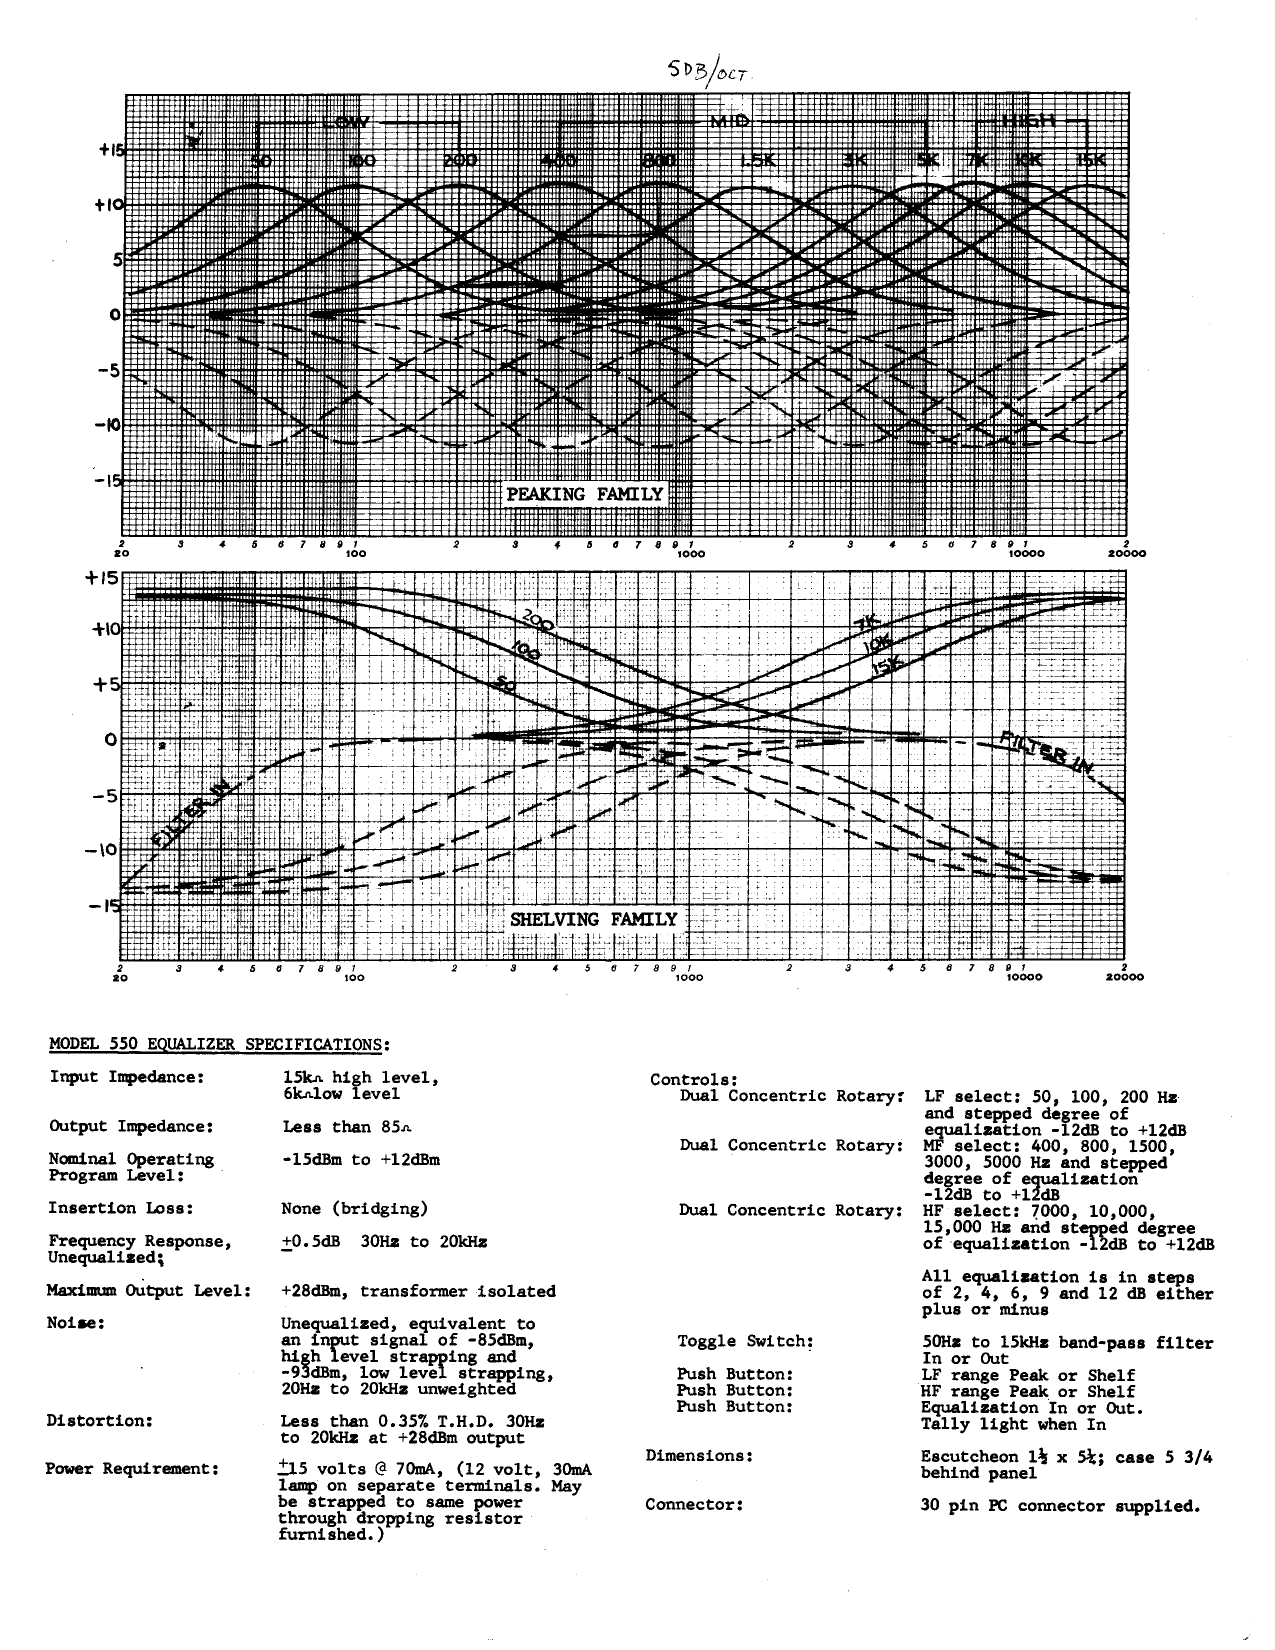 5DB/OCT
LOW MID HIGH
50 100 200 400 800 1.5K 3K 5K 7K 10K 15K
+15
+10
5
0
-5
-10
-15
PEAKING FAMILY
2 3 4 5 6 7 8 9 1 2 3 4 5 6 7 8 9 1 2 3 4 5 6 7 8 9 1 2
20 100 1000 10000 20000
+15
+10
+5
0
-5
-10
-15
200
100
50
7K
10K
15K
FILTER IN
FILTER IN
SHELVING FAMILY
2 3 4 5 6 7 8 9 1 2 3 4 5 6 7 8 9 1 2 3 4 5 6 7 8 9 1 2
20 100 1000 10000 20000
MODEL 550 EQUALIZER SPECIFICATIONS:
Input Impedance: 15kΩ high level,
6kΩlow level
Output Impedance: Less than 85Ω
Nominal Operating -15dBm to +12dBm
Program Level:
Insertion Loss: None (bridging)
Frequency Response, ±0.5dB 30Hz to 20kHz
Unequalized;
Maximum Output Level: +28dBm, transformer isolated
Noise: Unequalized, equivalent to
an input signal of -85dBm,
high level strapping and
-93dBm, low level strapping,
20Hz to 20kHz unweighted
Distortion: Less than 0.35% T.H.D. 30Hz
to 20kHz at +28dBm output
Power Requirement: ±15 volts @ 70mA, (12 volt, 30mA
lamp on separate terminals. May
be strapped to same power
through dropping resistor
furnished.)
Controls:
Dual Concentric Rotary: LF select: 50, 100, 200 Hz
and stepped degree of
equalization -12dB to +12dB
Dual Concentric Rotary: MF select: 400, 800, 1500,
3000, 5000 Hz and stepped
degree of equalization
-12dB to +12dB
Dual Concentric Rotary: HF select: 7000, 10,000,
15,000 Hz and stepped degree
of equalization -12dB to +12dB
All equalization is in steps
of 2, 4, 6, 9 and 12 dB either
plus or minus
Toggle Switch: 50Hz to 15kHz band-pass filter
In or Out
Push Button: LF range Peak or Shelf
Push Button: HF range Peak or Shelf
Push Button: Equalization In or Out.
Tally light when In
Dimensions: Escutcheon 1½ x 5¼; case 5 3/4
behind panel
Connector: 30 pin PC connector supplied.